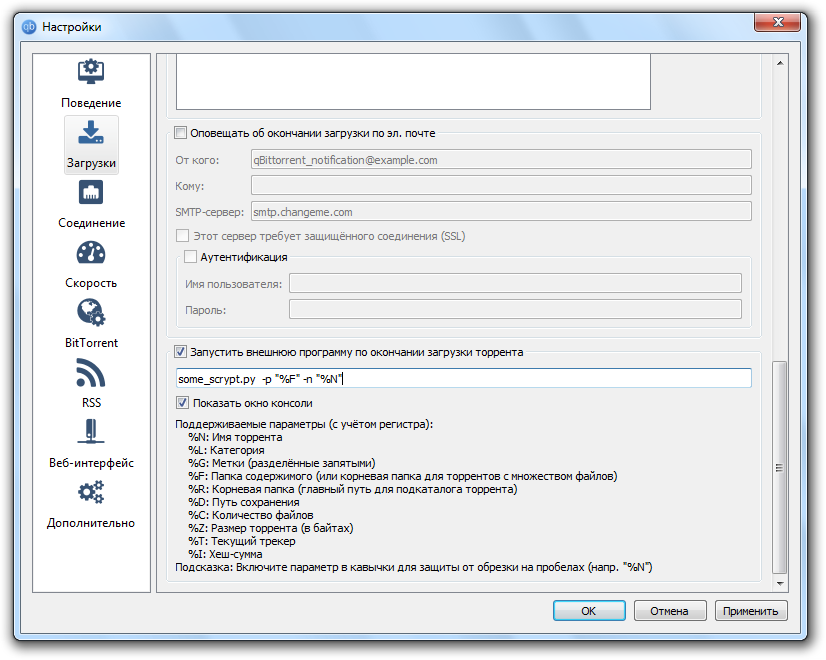 qb Настройки
Поведение
Загрузки
Соединение
Скорость
BitTorrent
RSS
Веб-интерфейс
Дополнительно
Оповещать об окончании загрузки по эл. почте
От кого: qBittorrent_notification@example.com
Кому:
SMTP-сервер: smtp.changeme.com
Этот сервер требует защищённого соединения (SSL)
Аутентификация
Имя пользователя:
Пароль:
Запустить внешнюю программу по окончании загрузки торрента
some_scrypt.py -p "%F" -n "%N"
Показать окно консоли
Поддерживаемые параметры (с учётом регистра):
%N: Имя торрента
%L: Категория
%G: Метки (разделённые запятыми)
%F: Папка содержимого (или корневая папка для торрентов с множеством файлов)
%R: Корневая папка (главный путь для подкаталога торрента)
%D: Путь сохранения
%C: Количество файлов
%Z: Размер торрента (в байтах)
%T: Текущий трекер
%I: Хеш-сумма
Подсказка: Включите параметр в кавычки для защиты от обрезки на пробелах (напр. "%N")
OK Отмена Применить